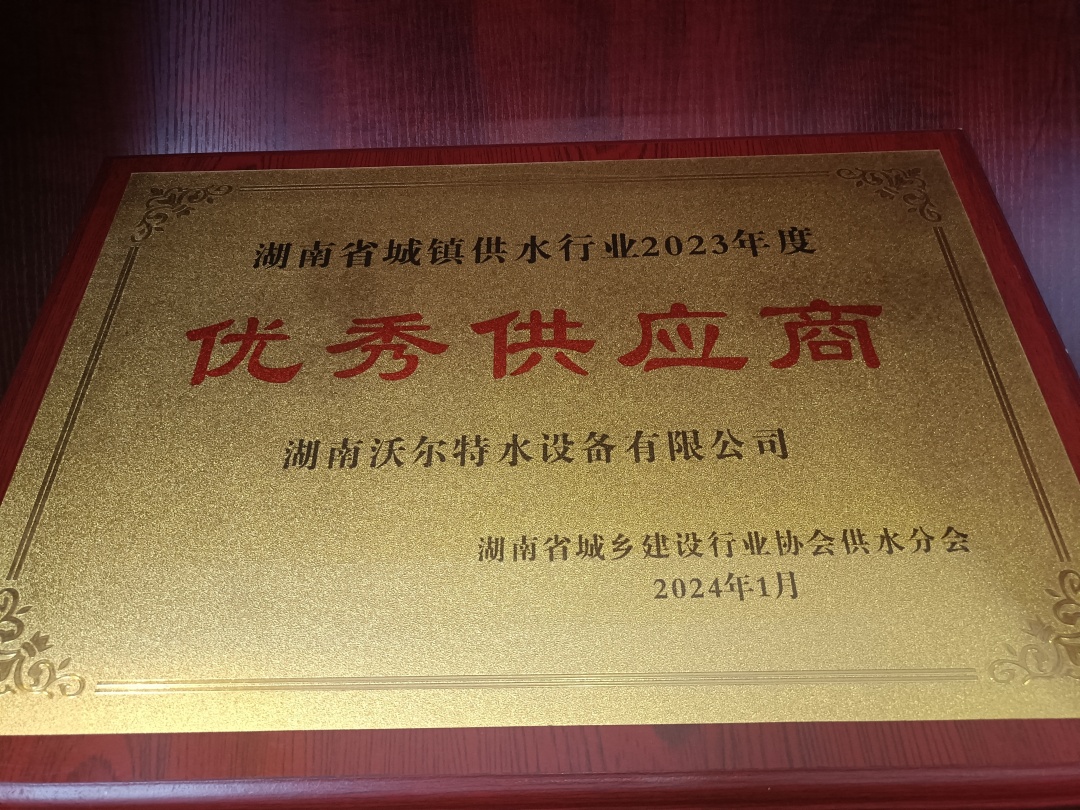 湖南省城镇供水行业2023年度
优秀供应商
湖南沃尔特水设备有限公司
湖南省城乡建设行业协会供水分会
2024年1月